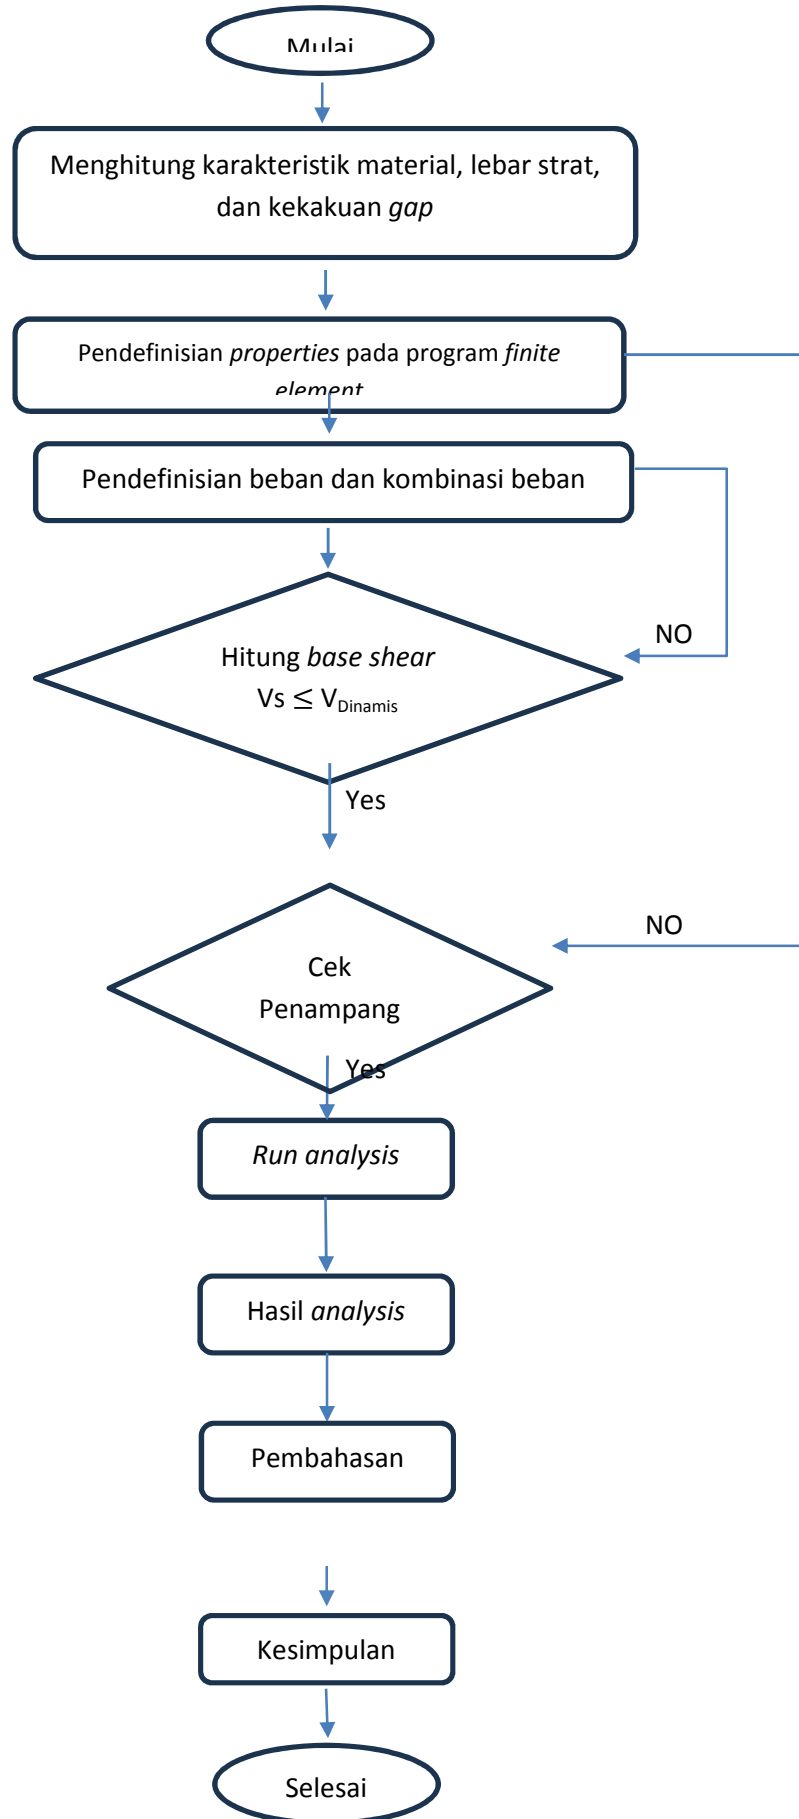 Mulai
Menghitung karakteristik material, lebar strat,
dan kekakuan gap
Pendefinisian properties pada program finite
element
Pendefinisian beban dan kombinasi beban
NO
Hitung base shear
Vs ≤ V_Dinamis
Yes
NO
Cek
Penampang
Yes
Run analysis
Hasil analysis
Pembahasan
Kesimpulan
Selesai